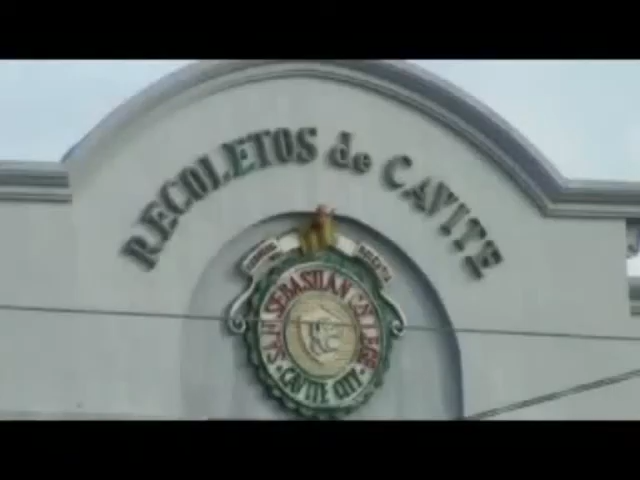 RECOLETOS de CAVITE
SAN SEBASTIAN COLLEGE
CAVITE CITY